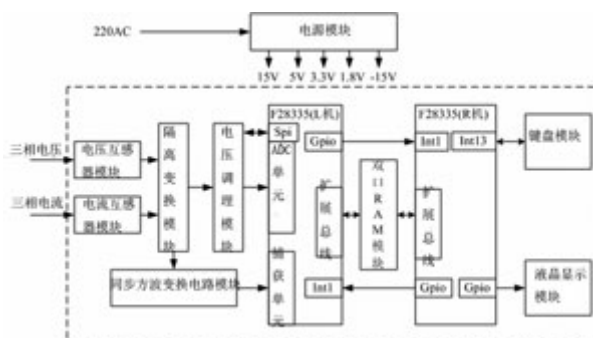 220AC
电源模块
15V 5V 3.3V 1.8V -15V
F28335(L机)
F28335(R机)
三相电压
电压互感器模块
三相电流
电流互感器模块
隔离变换模块
电压调理模块
Spi
ADC单元
Gpio
扩展总线
捕获单元
Int1
双口RAM模块
Int1
Int13
扩展总线
Gpio
Gpio
键盘模块
液晶显示模块
同步方波变换电路模块